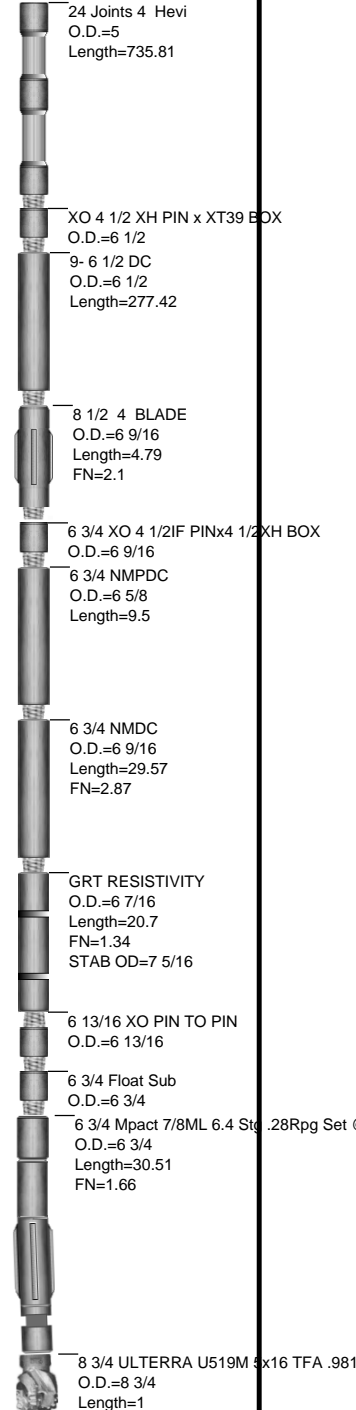 24 Joints 4  Hevi
O.D.=5
Length=735.81
XO 4 1/2 XH PIN x XT39 BOX
O.D.=6 1/2
9- 6 1/2 DC
O.D.=6 1/2
Length=277.42
8 1/2  4  BLADE
O.D.=6 9/16
Length=4.79
FN=2.1
6 3/4 XO 4 1/2IF PINx4 1/2XH BOX
O.D.=6 9/16
6 3/4 NMPDC
O.D.=6 5/8
Length=9.5
6 3/4 NMDC
O.D.=6 9/16
Length=29.57
FN=2.87
GRT RESISTIVITY
O.D.=6 7/16
Length=20.7
FN=1.34
STAB OD=7 5/16
6 13/16 XO PIN TO PIN
O.D.=6 13/16
6 3/4 Float Sub
O.D.=6 3/4
6 3/4 Mpact 7/8ML 6.4 Stg .28Rpg Set
O.D.=6 3/4
Length=30.51
FN=1.66
8 3/4 ULTERRA U519M 5x16 TFA .981
O.D.=8 3/4
Length=1